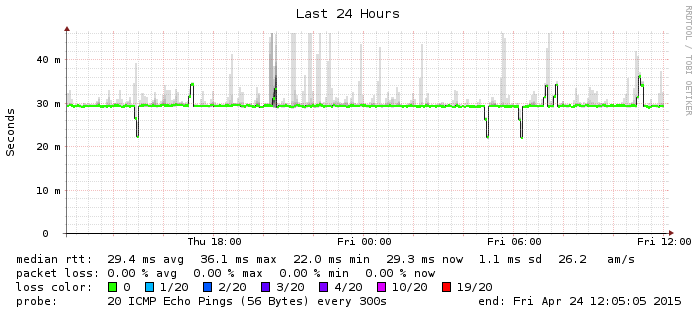 Last 24 Hours
RRDTOOL / TOBI OETIKER
Seconds
40 m
30 m
20 m
10 m
0
Thu 18:00 Fri 00:00 Fri 06:00 Fri 12:00
median rtt: 29.4 ms avg 36.1 ms max 22.0 ms min 29.3 ms now 1.1 ms sd 26.2 am/s
packet loss: 0.00 % avg 0.00 % max 0.00 % min 0.00 % now
loss color: 0 1/20 2/20 3/20 4/20 10/20 19/20
probe: 20 ICMP Echo Pings (56 Bytes) every 300s end: Fri Apr 24 12:05:05 2015